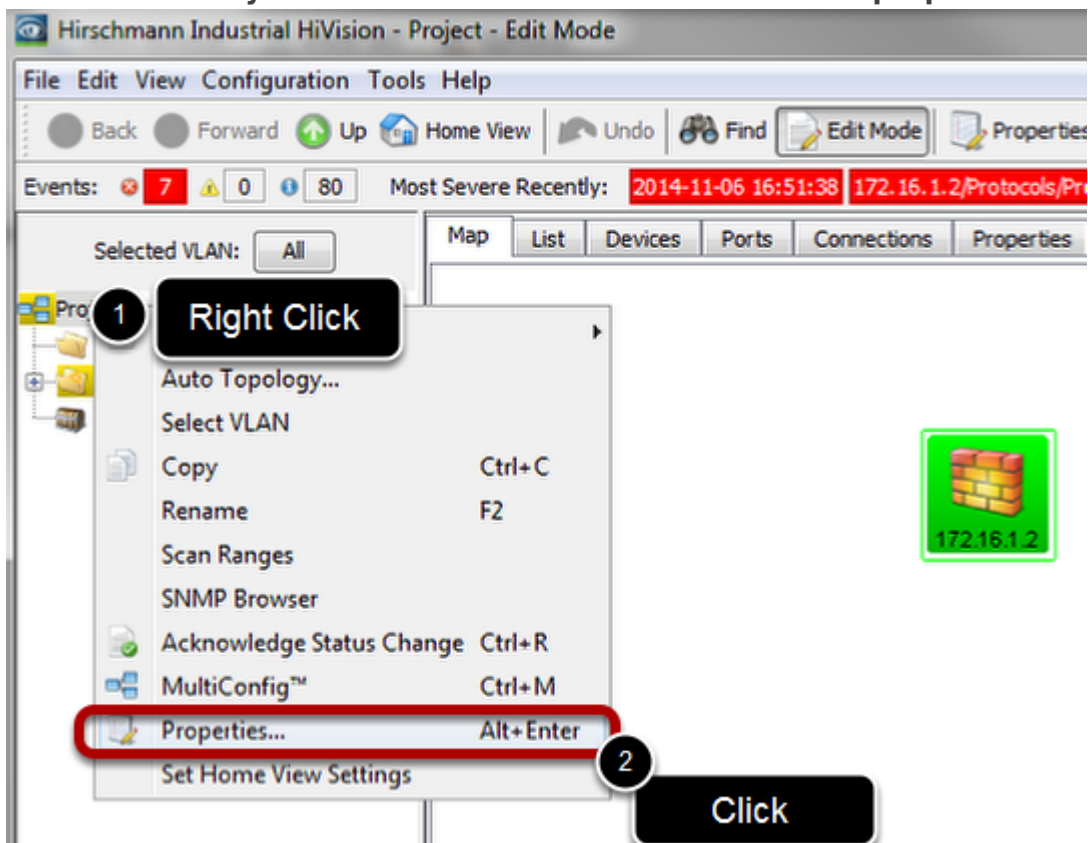 Hirschmann Industrial HiVision - Project - Edit Mode
File Edit View Configuration Tools Help
Back Forward Up Home View Undo Find Edit Mode Properties
Events: 7 0 80 Most Severe Recently: 2014-11-06 16:51:38 172.16.1.2/Protocols/Pro
Selected VLAN: All Map List Devices Ports Connections Properties
Proj 1 Right Click
Auto Topology...
Select VLAN
Copy Ctrl+C
Rename F2
172.16.1.2
Scan Ranges
SNMP Browser
Acknowledge Status Change Ctrl+R
MultiConfig™ Ctrl+M
Properties... Alt+Enter
2
Set Home View Settings
Click